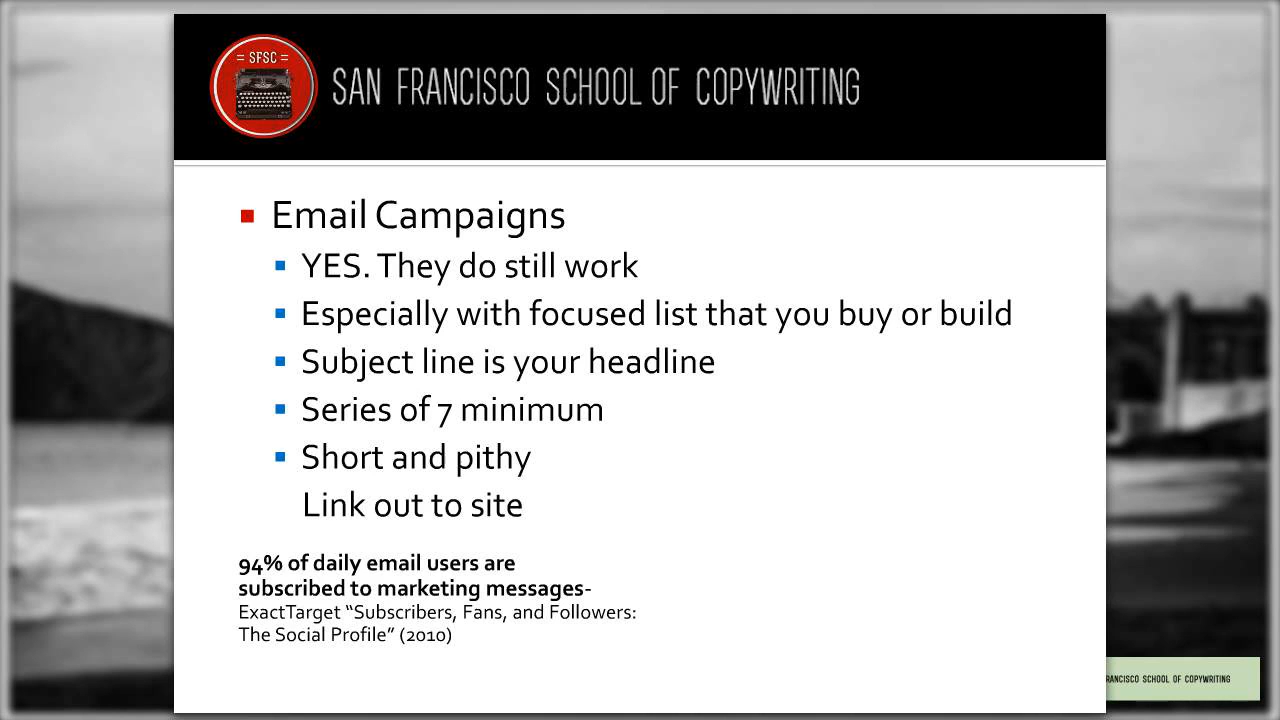 = SFSC =
SAN FRANCISCO SCHOOL OF COPYWRITING
Email Campaigns
YES. They do still work
Especially with focused list that you buy or build
Subject line is your headline
Series of 7 minimum
Short and pithy
Link out to site
94% of daily email users are
subscribed to marketing messages-
ExactTarget “Subscribers, Fans, and Followers:
The Social Profile” (2010)
RANCISCO SCHOOL OF COPYWRITING